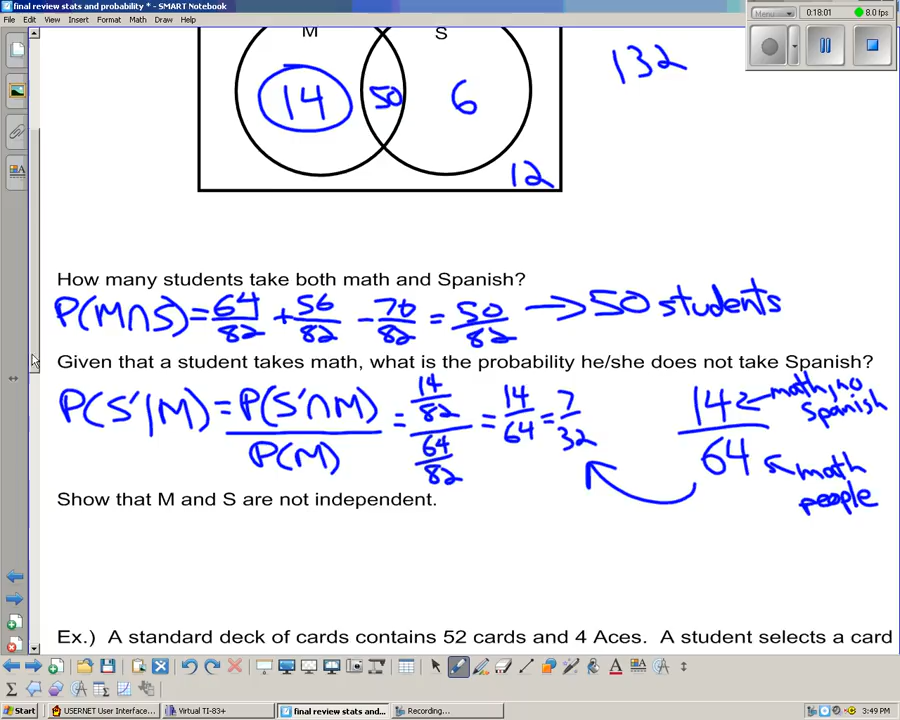 final review stats and probability * - SMART Notebook
File Edit View Insert Format Math Draw Help
Menu
0:18:01
8.0 fps
M S
132
14 50 6
12
How many students take both math and Spanish?
P(M∩S) = 64/82 + 56/82 - 70/82 = 50/82 → 50 students
Given that a student takes math, what is the probability he/she does not take Spanish?
P(S'|M) = P(S'∩M)/P(M) = (14/82)/(64/82) = 14/64 = 7/32
14/64
math, no
Spanish
math
people
Show that M and S are not independent.
Ex.) A standard deck of cards contains 52 cards and 4 Aces. A student selects a card
Start USERNET User Interface... Virtual TI-83+ final review stats and... Recording... 3:49 PM